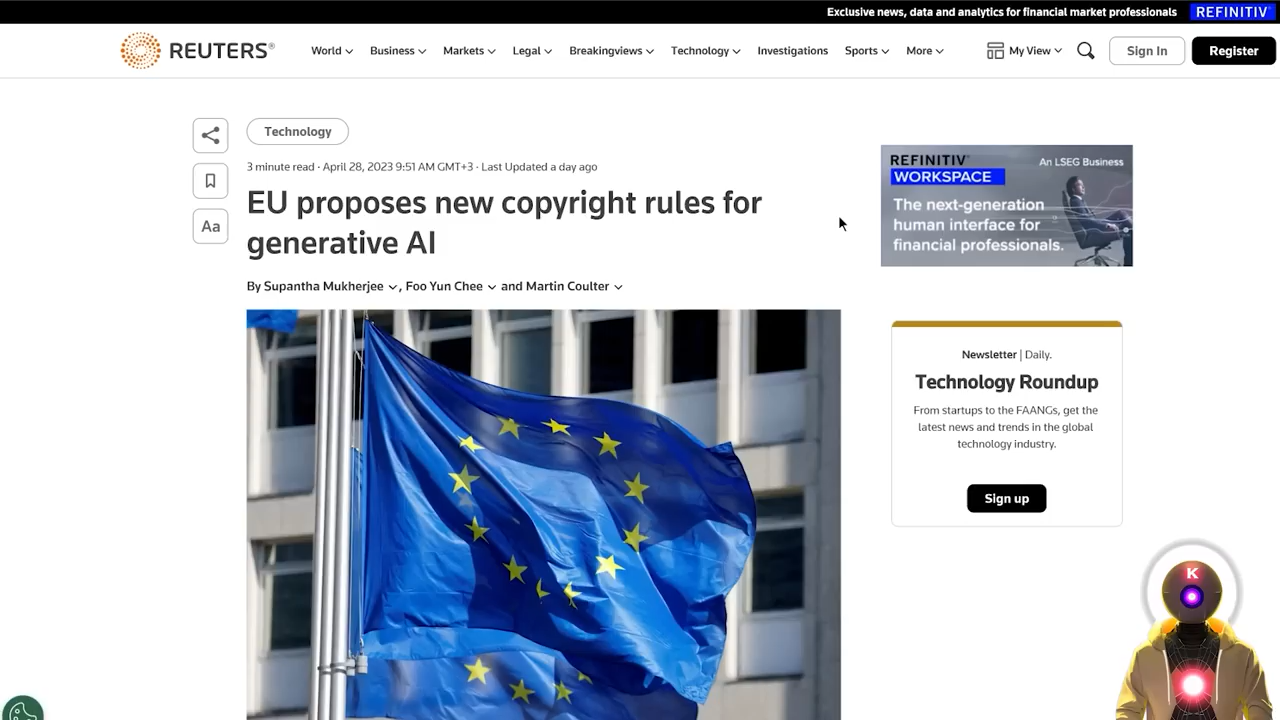 Exclusive news, data and analytics for financial market professionals REFINITIV
REUTERS®
World Business Markets Legal Breakingviews Technology Investigations Sports More
My View Sign In Register
Technology
3 minute read · April 28, 2023 9:51 AM GMT+3 · Last Updated a day ago
EU proposes new copyright rules for
generative AI
By Supantha Mukherjee , Foo Yun Chee and Martin Coulter
Aa
REFINITIV
WORKSPACE
An LSEG Business
The next-generation
human interface for
financial professionals.
Newsletter | Daily.
Technology Roundup
From startups to the FAANGs, get the
latest news and trends in the global
technology industry.
Sign up
K